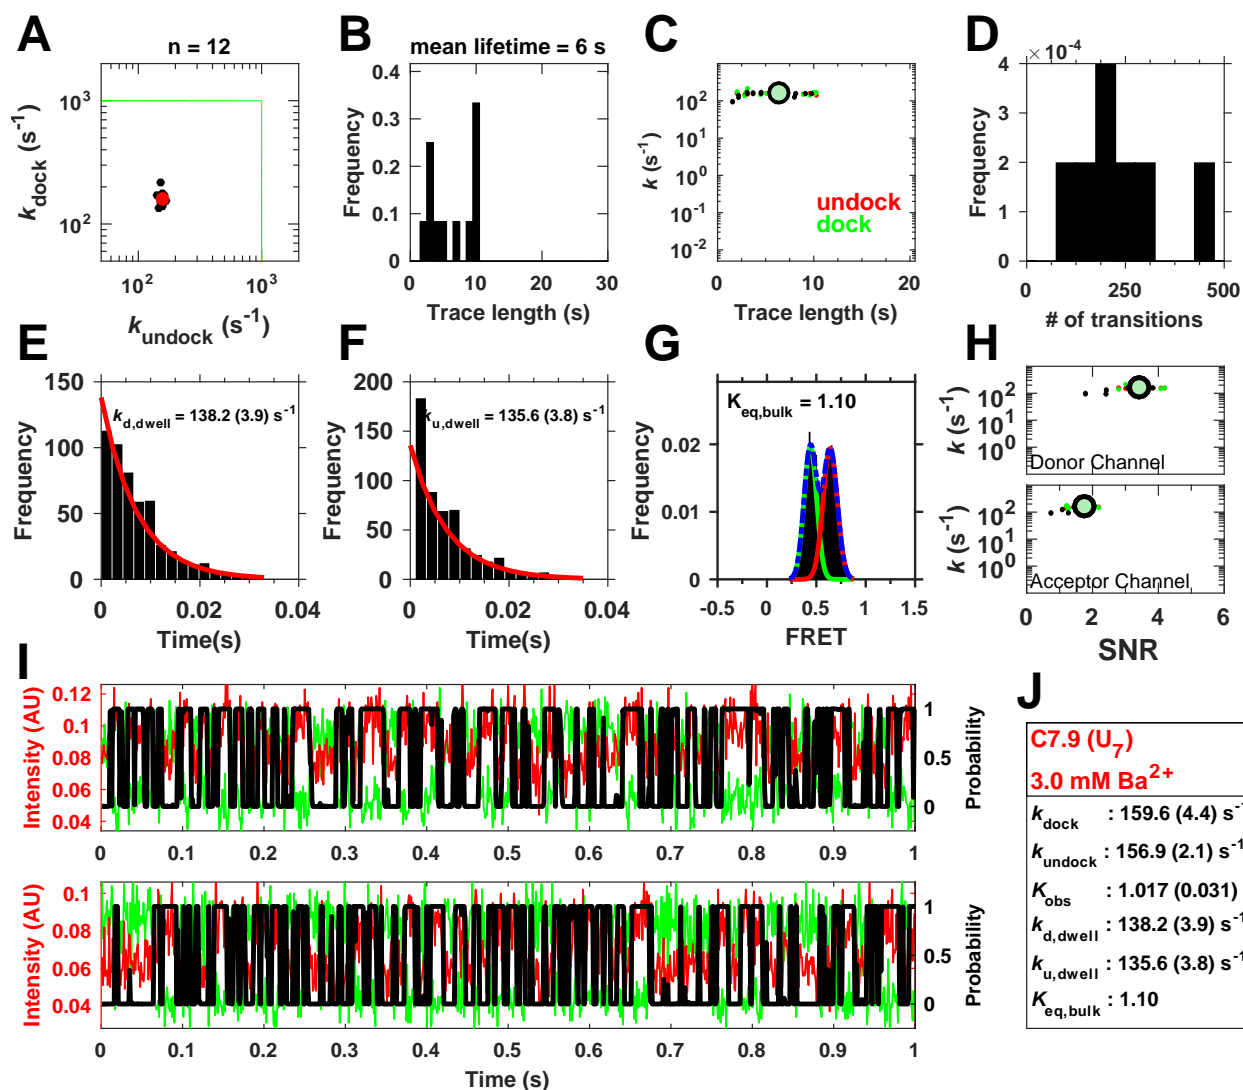 A
n = 12
k_dock (s^-1)
10^3
10^2
10^2
10^3
k_undock (s^-1)
B
mean lifetime = 6 s
Frequency
0.4
0.3
0.2
0.1
0
0
10
20
30
Trace length (s)
C
k (s^-1)
10^2
10^1
10^0
10^-1
10^-2
undock
dock
0
5
10
15
20
Trace length (s)
D
× 10^-4
Frequency
4
2
0
0
250
500
# of transitions
E
Frequency
150
100
50
0
k_d,dwell = 138.2 (3.9) s^-1
0
0.02
0.04
Time(s)
F
Frequency
200
150
100
50
0
k_u,dwell = 135.6 (3.8) s^-1
0
0.02
0.04
Time(s)
G
Frequency
K_eq,bulk = 1.10
0.02
0.01
0
-0.5
0
0.5
1
1.5
FRET
H
k (s^-1)
10^2
10^1
10^0
Donor Channel
k (s^-1)
10^2
10^1
10^0
Acceptor Channel
0
2
4
6
SNR
I
Intensity (AU)
0.12
0.1
0.08
0.06
0.04
1
0.5
0
Probability
0 0.1 0.2 0.3 0.4 0.5 0.6 0.7 0.8 0.9 1
Intensity (AU)
0.1
0.08
0.06
0.04
1
0.5
0
Probability
0 0.1 0.2 0.3 0.4 0.5 0.6 0.7 0.8 0.9 1
Time (s)
J
C7.9 (U_7)
3.0 mM Ba^2+
k_dock : 159.6 (4.4) s^-1
k_undock : 156.9 (2.1) s^-1
K_obs : 1.017 (0.031)
k_d,dwell : 138.2 (3.9) s^-1
k_u,dwell : 135.6 (3.8) s^-1
K_eq,bulk : 1.10